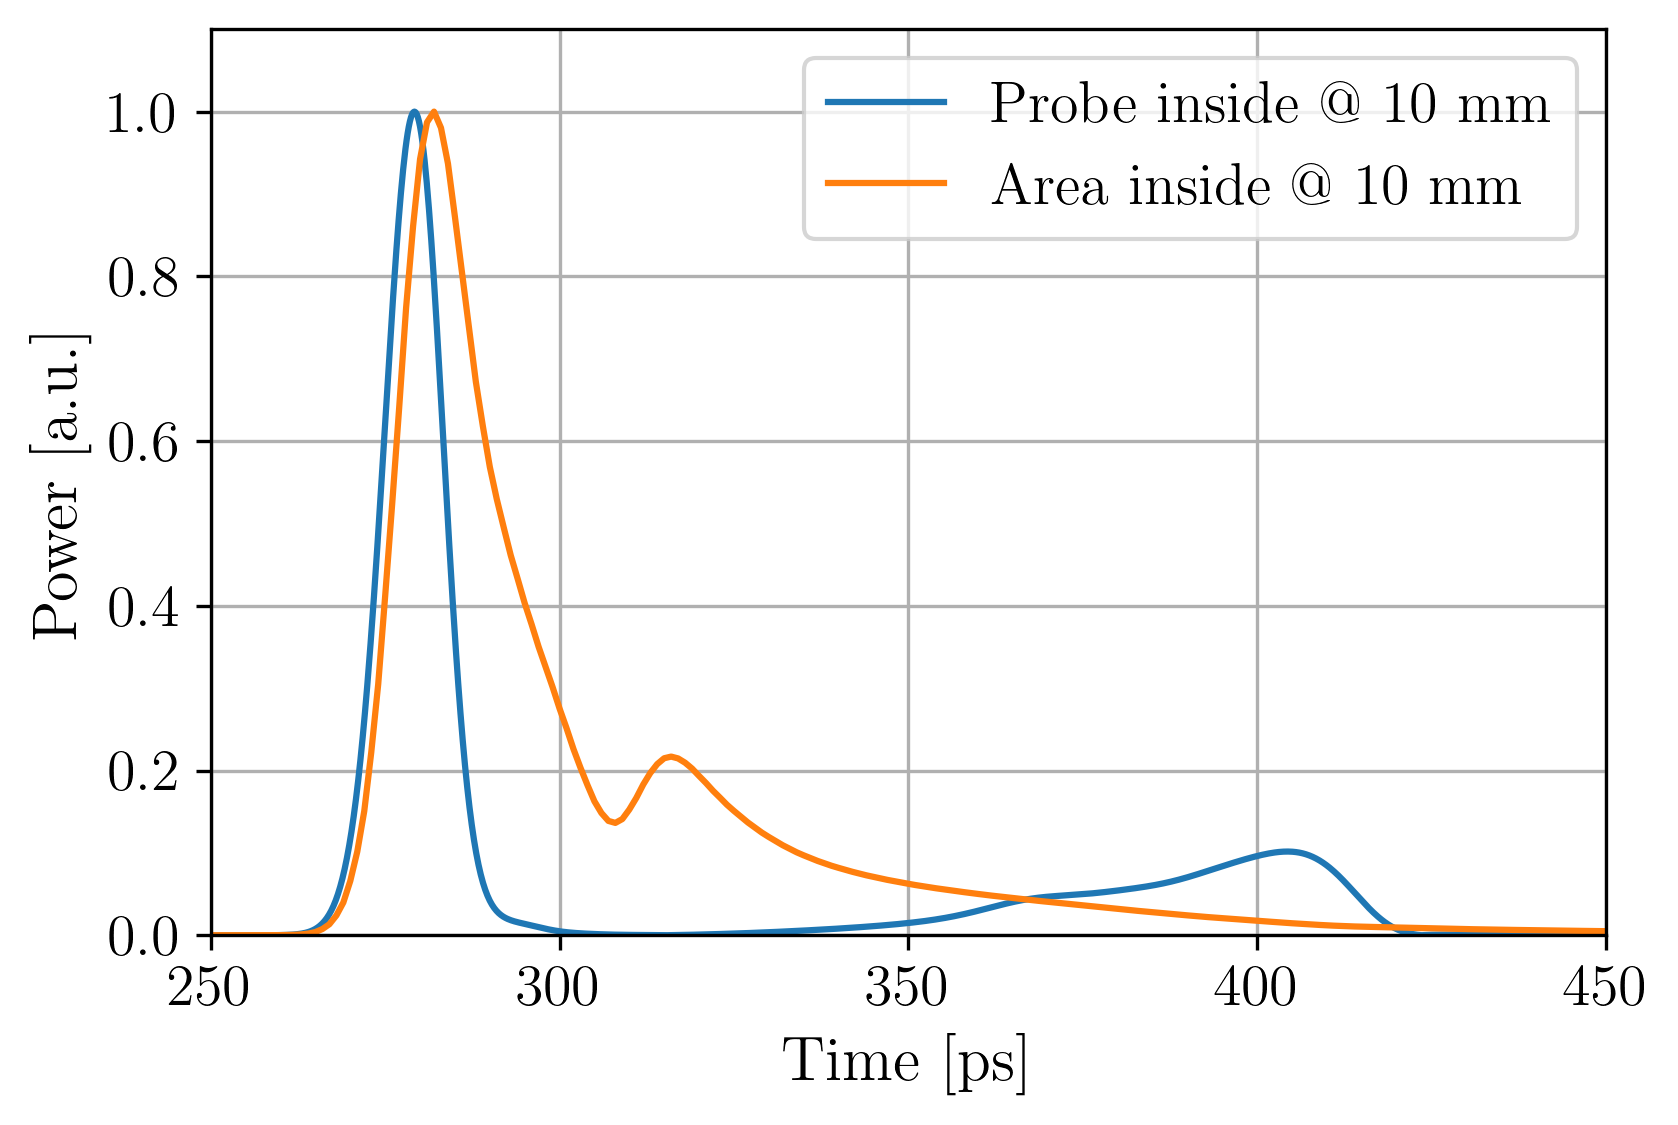 Probe inside @ 10 mm
Area inside @ 10 mm
Power [a.u.]
1.0
0.8
0.6
0.4
0.2
0.0
250 300 350 400 450
Time [ps]